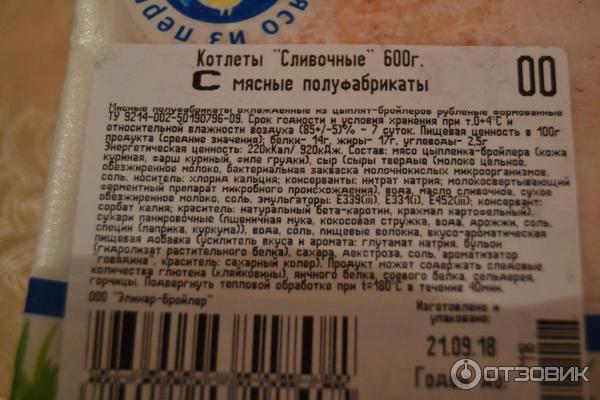 мясо из пер
Котлеты "Сливочные" 600г.
С мясные полуфабрикаты
00
Мясные полуфабрикаты охлажденные из цыплят-бройлеров рубленые формованные
ТУ 9214-002-50190796-09. Срок годности и условия хранения при т.0+4°С и
относительной влажности воздуха (85+/-5)% - 7 суток. Пищевая ценность в 100г
продукта (средние значения): белки- 14г, жиры- 17г, углеводы- 2,5г
Энергетическая ценность: 220кКал/ 920кДж. Состав: мясо цыпленка-бройлера (кожа
куриная, фарш куриный, филе грудки), сыр (сыры твердые (молоко цельное,
обезжиренное молоко, бактериальная закваска молочнокислых микроорганизмов,
соль, носитель: хлорид кальция; консерванты: нитрат натрия; молокосвертывающий
ферментный препарат микробного происхождения), вода, масло сливочное, сухое
обезжиренное молоко, соль, эмульгаторы: Е339(iii), Е331(i), Е452(iii); консервант:
сорбат калия; краситель: натуральный бета-каротин, крахмал картофельный),
сухари панировочные (пшеничная мука, кокосовая стружка, вода, дрожжи, соль,
специи (паприка, куркума)), вода, соль, пищевые волокна, вкусо-ароматическая
пищевая добавка (усилитель вкуса и аромата: глутамат натрия, бульон
(гидролизат растительного белка), сахара, декстроза, соль, ароматизатор
"говядина", краситель: сахарный колер). Продукт может содержать следовые
количества глютена (клейковины), яичного белка, соевого белка, сельдерея,
горчицы. Подвергнуть тепловой обработке при t=180°С в течение 40мин.
ООО "Элинар-Бройлер"
Изготовлено и
упаковано:
21.09.18
Годен до:
ОТЗОВИК